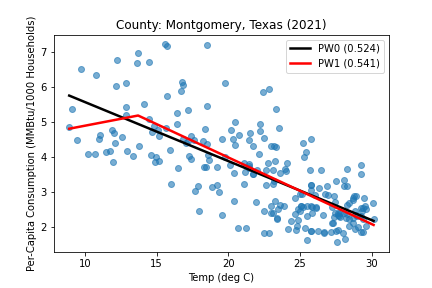 County: Montgomery, Texas (2021)
PW0 (0.524)
PW1 (0.541)
Per-Capita Consumption (MMBtu/1000 Households)
7
6
5
4
3
2
10
15
20
25
30
Temp (deg C)